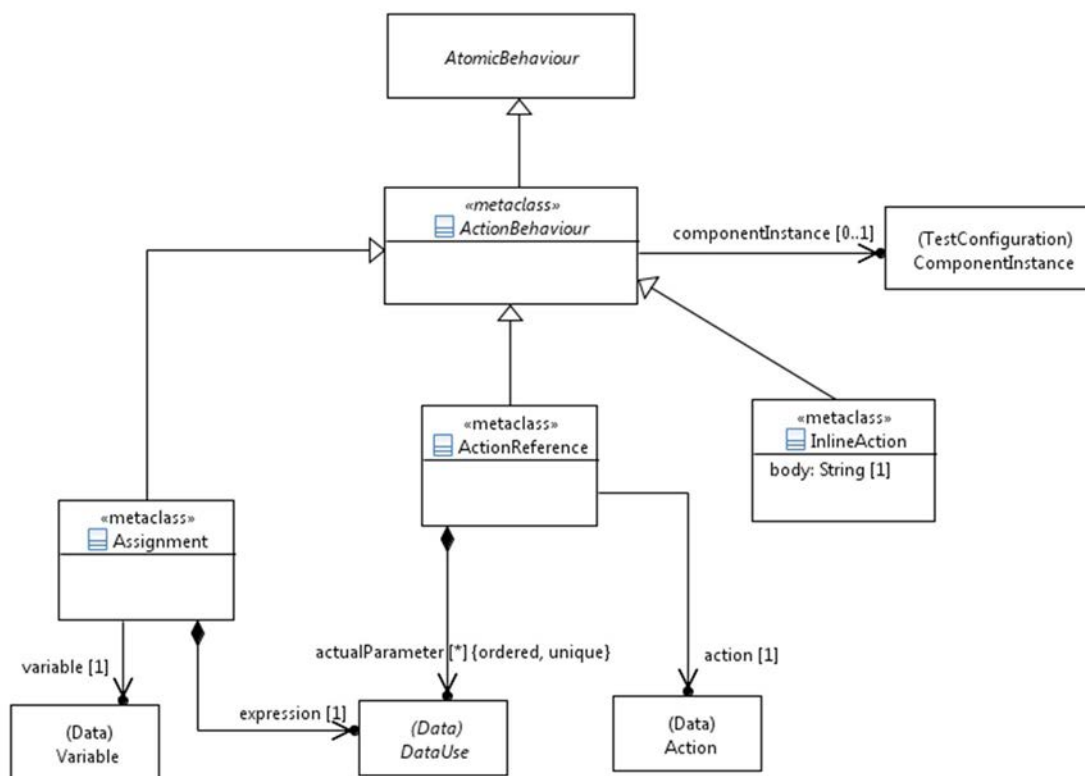 AtomicBehaviour
«metaclass»
ActionBehaviour
componentInstance [0..1]
(TestConfiguration)
ComponentInstance
«metaclass»
ActionReference
«metaclass»
InlineAction
body: String [1]
«metaclass»
Assignment
variable [1]
actualParameter [*] {ordered, unique}
action [1]
expression [1]
(Data)
Variable
(Data)
DataUse
(Data)
Action